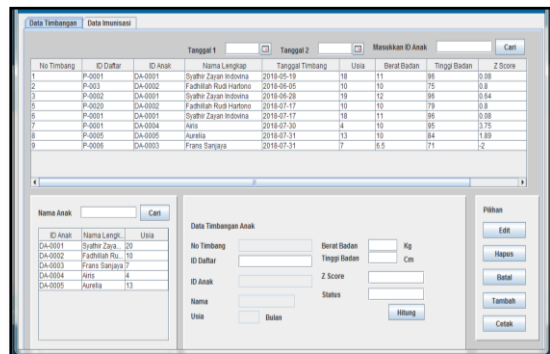 Data Timbangan Data Imunisasi
Tanggal 1 Tanggal 2 Masukkan ID Anak Cari
No Timbang ID Daftar ID Anak Nama Lengkap Tanggal Timbang Usia Berat Badan Tinggi Badan Z Score
1 P-0001 DA-0001 Syathir Zayan Indovina 2018-05-19 18 11 96 0.08
2 P-003 DA-0002 Fadhillah Rudi Hartono 2018-06-05 10 10 75 0.8
3 P-0002 DA-0001 Syathir Zayan Indovina 2018-06-28 19 12 96 0.64
5 P-0020 DA-0002 Fadhillah Rudi Hartono 2018-07-17 10 10 79 0.8
6 P-0001 DA-0001 Syathir Zayan Indovina 2018-07-17 18 11 96 0.08
7 P-0001 DA-0004 Airis 2018-07-30 4 10 95 3.75
8 P-0005 DA-0005 Aurelia 2018-07-31 13 10 84 1.89
9 P-0006 DA-0003 Frans Sanjaya 2018-07-31 7 6.5 71 -2
Nama Anak Cari
ID Anak Nama Lengk... Usia
DA-0001 Syathir Zaya... 20
DA-0002 Fadhillah Ru... 10
DA-0003 Frans Sanjaya 7
DA-0004 Airis 4
DA-0005 Aurelia 13
Data Timbangan Anak
No Timbang Berat Badan Kg
ID Daftar Tinggi Badan Cm
ID Anak Z Score
Nama Status
Usia Bulan Hitung
Pilihan
Edit
Hapus
Batal
Tambah
Cetak